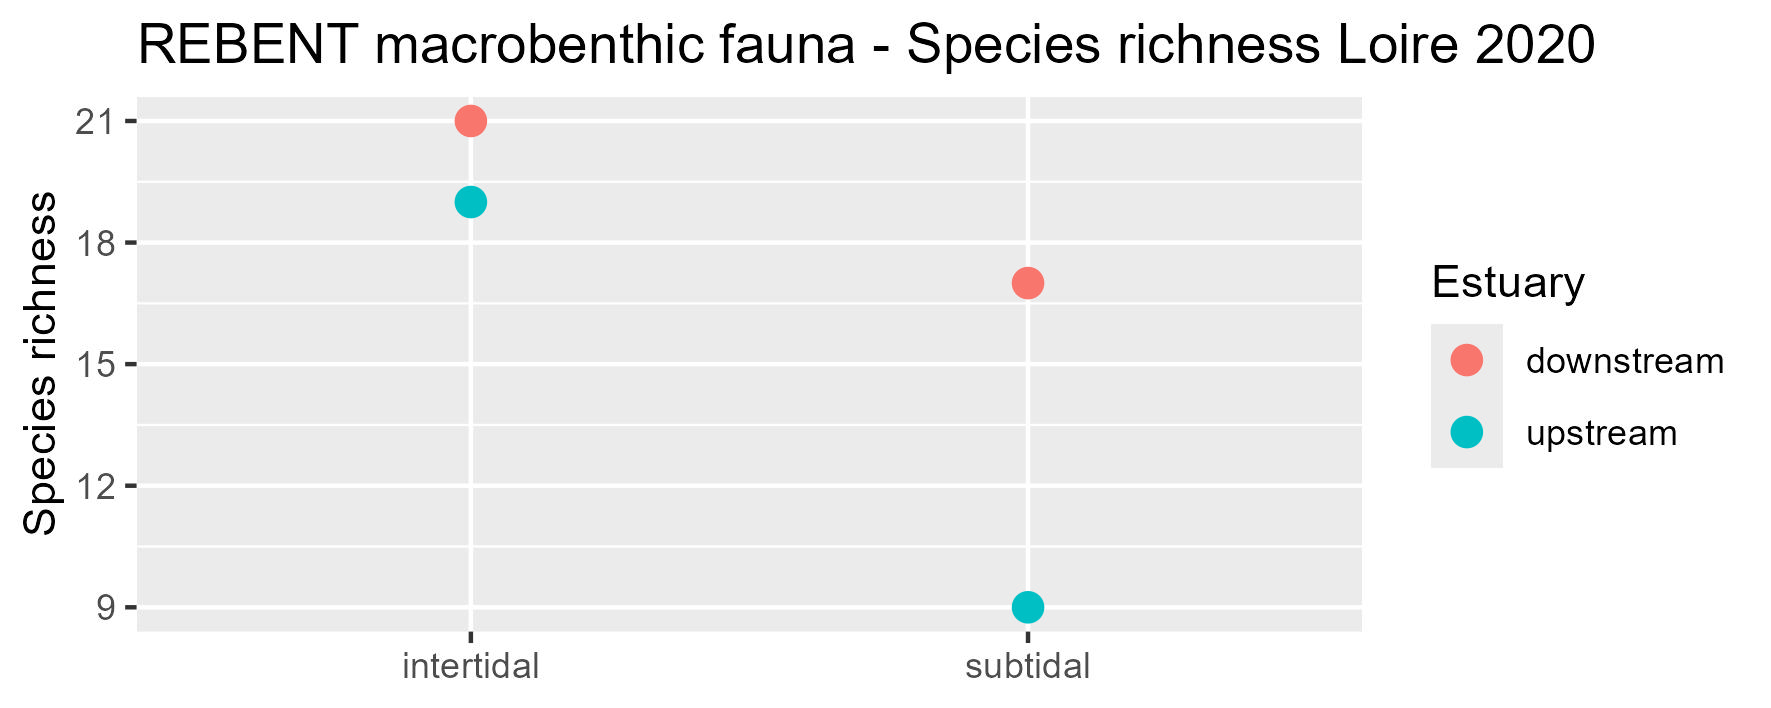 REBENT macrobenthic fauna - Species richness Loire 2020
Species richness
21
18
15
12
9
intertidal
subtidal
Estuary
downstream
upstream